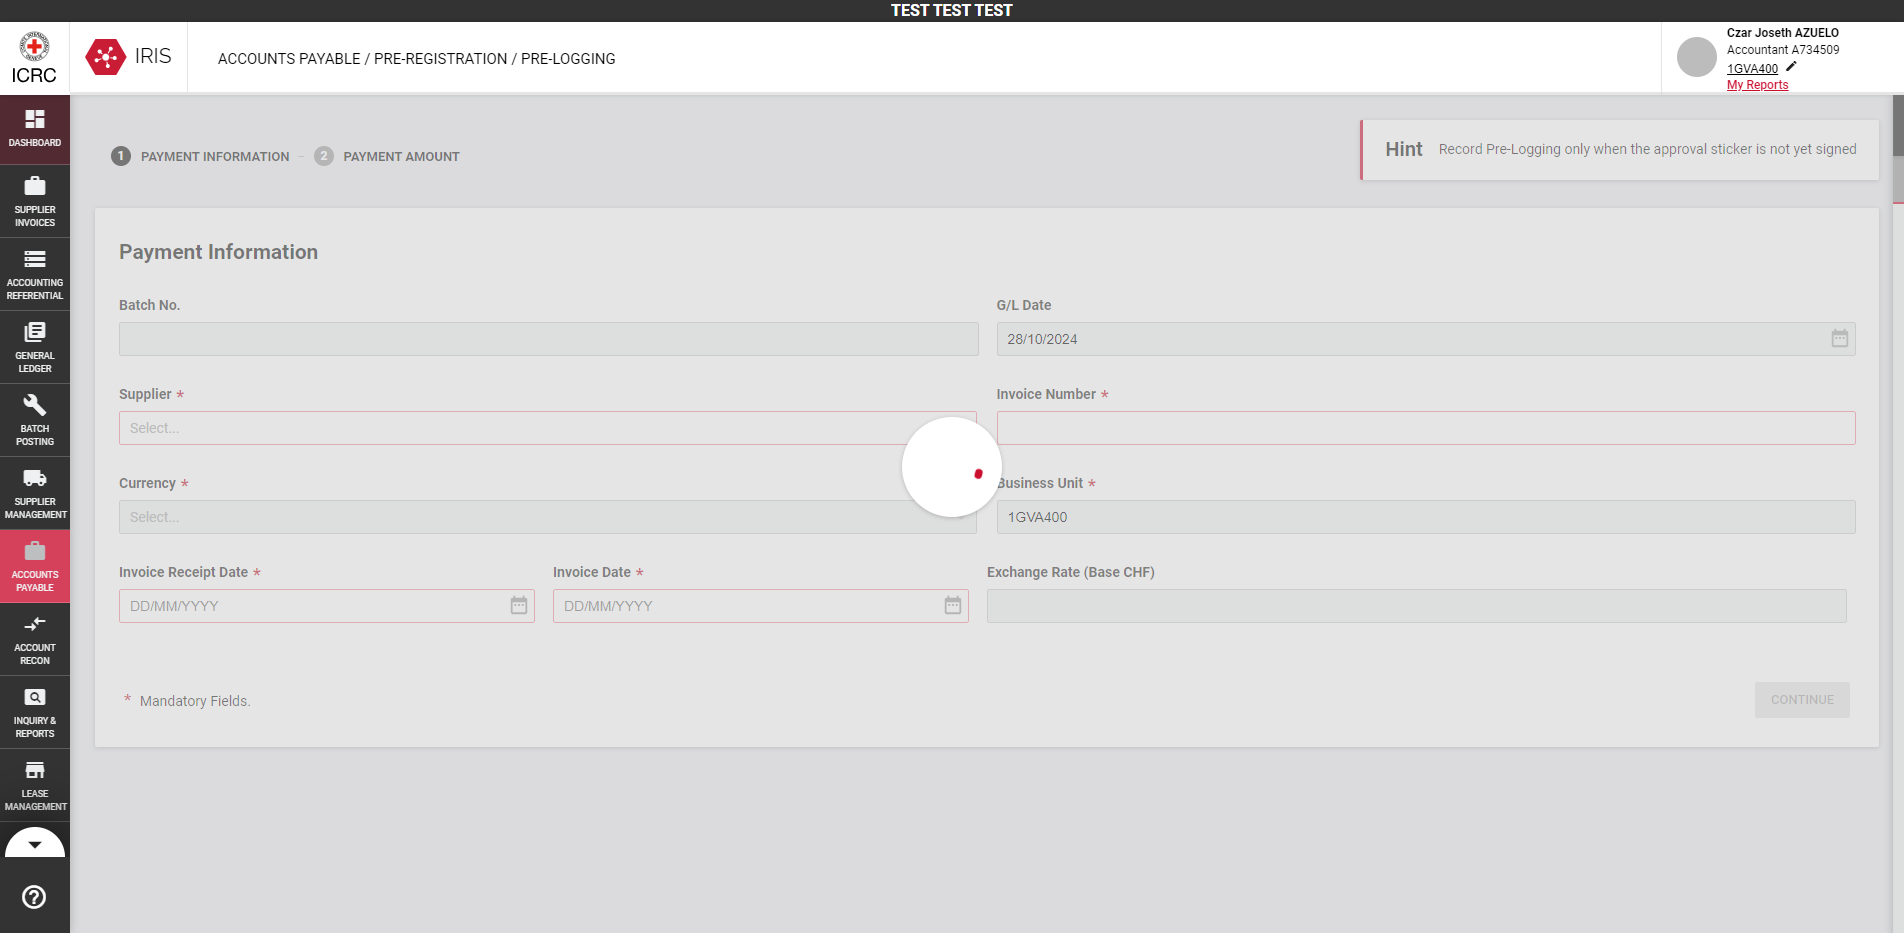 TEST TEST TEST
ICRC
IRIS
ACCOUNTS PAYABLE / PRE-REGISTRATION / PRE-LOGGING
Czar Joseth AZUELO
Accountant A734509
1GVA400
My Reports
DASHBOARD
SUPPLIER
INVOICES
ACCOUNTING
REFERENTIAL
GENERAL
LEDGER
BATCH
POSTING
SUPPLIER
MANAGEMENT
ACCOUNTS
PAYABLE
ACCOUNT
RECON
INQUIRY &
REPORTS
LEASE
MANAGEMENT
1 PAYMENT INFORMATION – 2 PAYMENT AMOUNT
Hint Record Pre-Logging only when the approval sticker is not yet signed
Payment Information
Batch No.
G/L Date
28/10/2024
Supplier *
Invoice Number *
Select...
Currency *
Business Unit *
Select...
1GVA400
Invoice Receipt Date *
Invoice Date *
Exchange Rate (Base CHF)
DD/MM/YYYY
DD/MM/YYYY
* Mandatory Fields.
CONTINUE